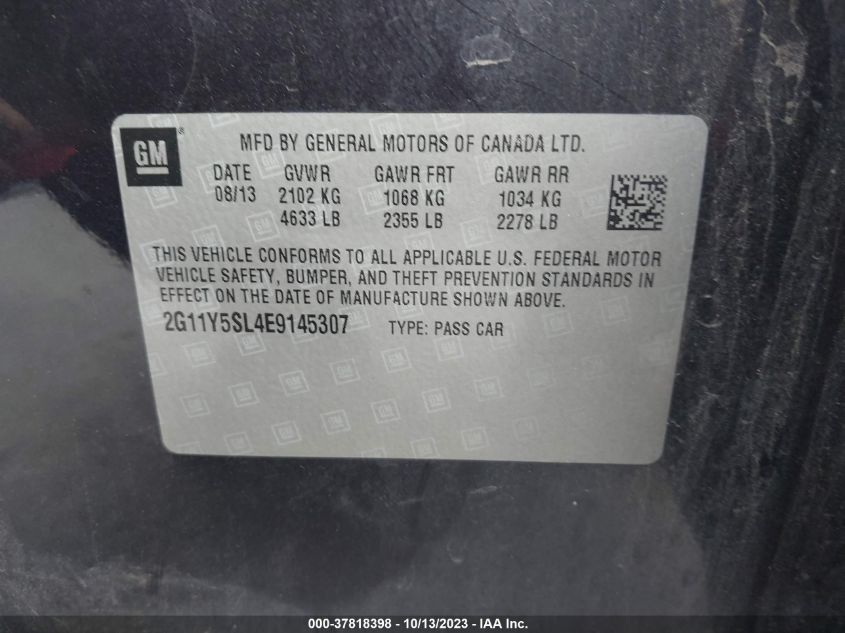 GM ®
MFD BY GENERAL MOTORS OF CANADA LTD.
DATE GVWR GAWR FRT GAWR RR
08/13 2102 KG 1068 KG 1034 KG
4633 LB 2355 LB 2278 LB
THIS VEHICLE CONFORMS TO ALL APPLICABLE U.S. FEDERAL MOTOR
VEHICLE SAFETY, BUMPER, AND THEFT PREVENTION STANDARDS IN
EFFECT ON THE DATE OF MANUFACTURE SHOWN ABOVE.
2G11Y5SL4E9145307 TYPE: PASS CAR
000-37818398 - 10/13/2023 - IAA Inc.